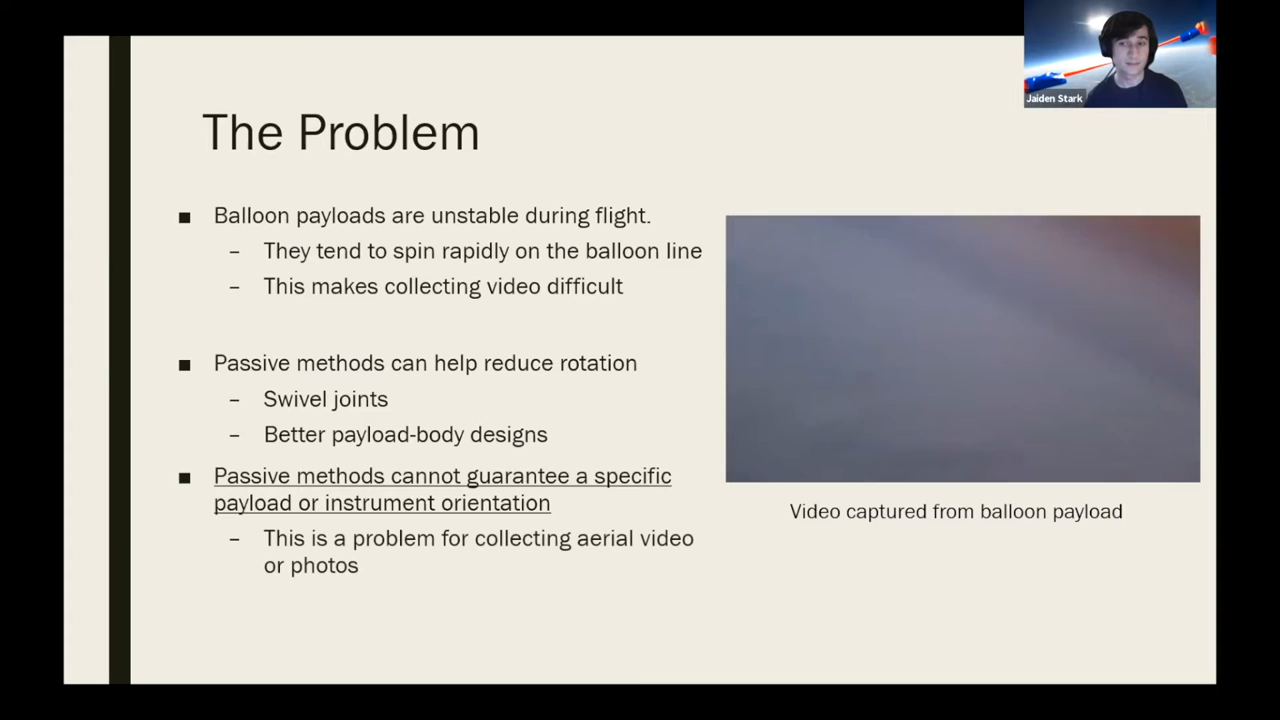 Jaiden Stark
The Problem
■ Balloon payloads are unstable during flight.
– They tend to spin rapidly on the balloon line
– This makes collecting video difficult
■ Passive methods can help reduce rotation
– Swivel joints
– Better payload-body designs
■ Passive methods cannot guarantee a specific
payload or instrument orientation
– This is a problem for collecting aerial video
or photos
Video captured from balloon payload